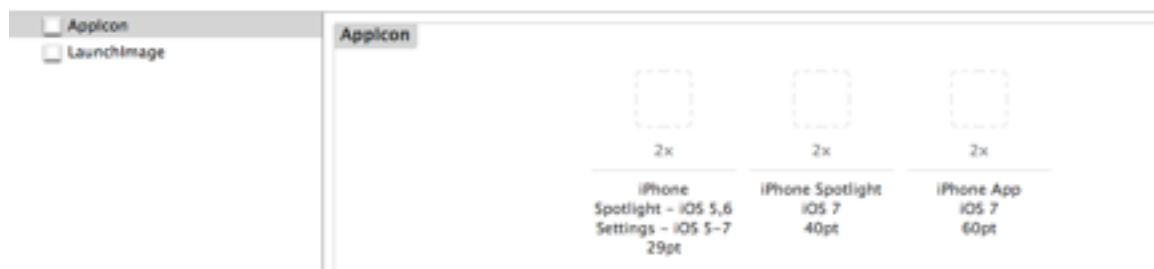 AppIcon
LaunchImage
AppIcon
2x
2x
2x
iPhone
Spotlight – iOS 5,6
Settings – iOS 5–7
29pt
iPhone Spotlight
iOS 7
40pt
iPhone App
iOS 7
60pt